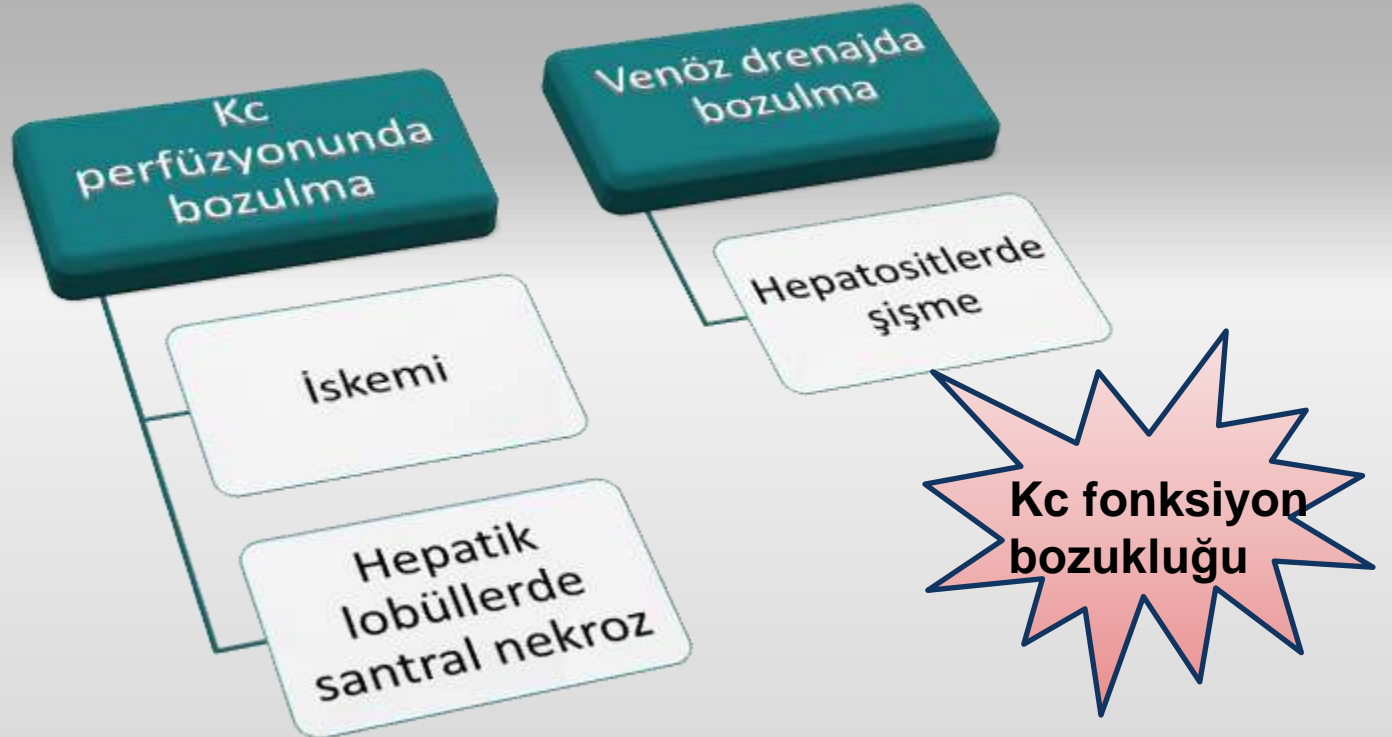 Kc
perfüzyonunda
bozulma
İskemi
Hepatik
lobüllerde
santral nekroz
Venöz drenajda
bozulma
Hepatositlerde
şişme
Kc fonksiyon
bozukluğu